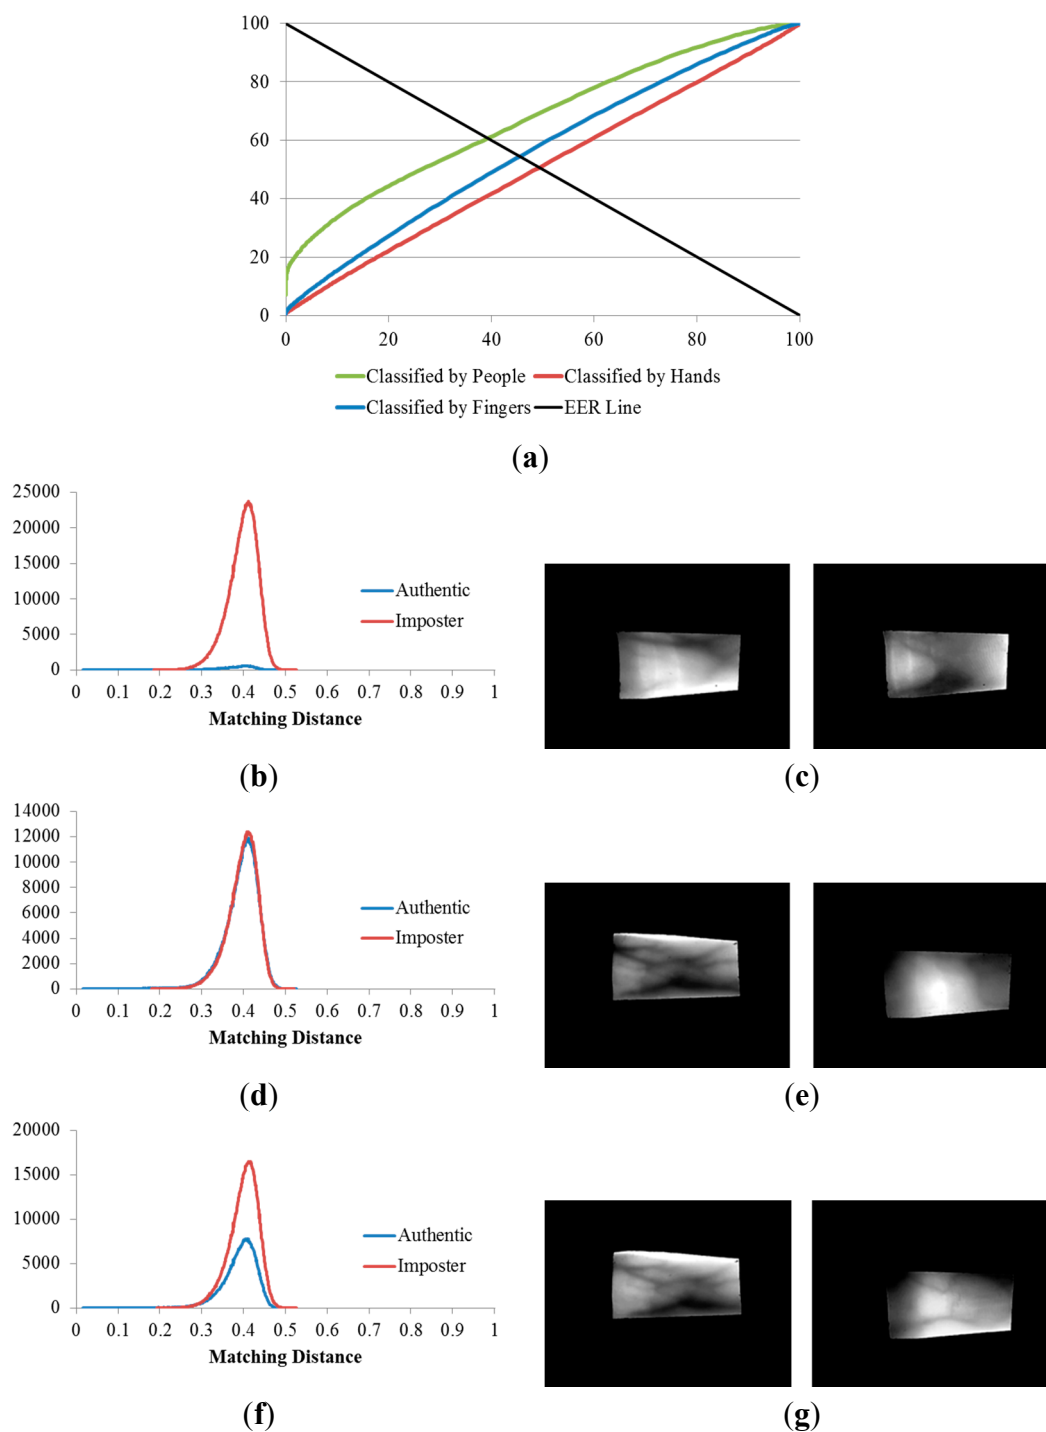 100
80
60
40
20
0
0 20 40 60 80 100
Classified by People Classified by Hands
Classified by Fingers EER Line
(a)
25000
20000
15000
10000
5000
0
Authentic
Imposter
0 0.1 0.2 0.3 0.4 0.5 0.6 0.7 0.8 0.9 1
Matching Distance
(b) (c)
14000
12000
10000
8000
6000
4000
2000
0
Authentic
Imposter
0 0.1 0.2 0.3 0.4 0.5 0.6 0.7 0.8 0.9 1
Matching Distance
(d) (e)
20000
15000
10000
5000
0
Authentic
Imposter
0 0.1 0.2 0.3 0.4 0.5 0.6 0.7 0.8 0.9 1
Matching Distance
(f) (g)